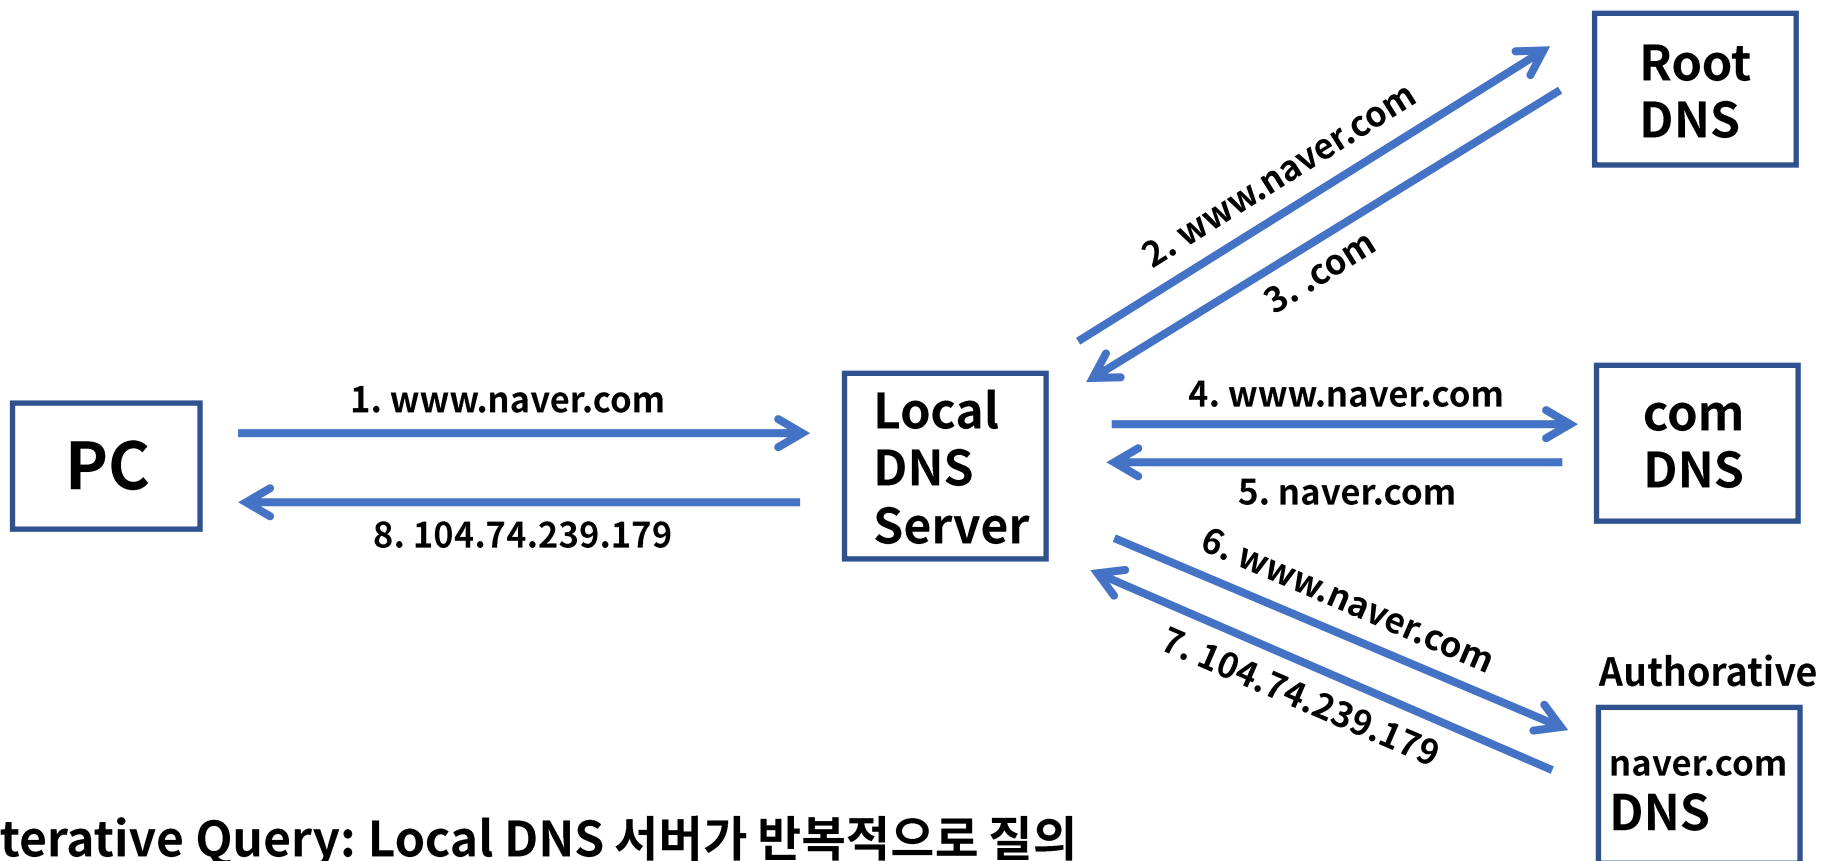 Root
DNS
2. www.naver.com
3. .com
PC
1. www.naver.com
8. 104.74.239.179
Local
DNS
Server
4. www.naver.com
5. naver.com
com
DNS
6. www.naver.com
7. 104.74.239.179
Authorative
naver.com
DNS
terative Query: Local DNS 서버가 반복적으로 질의